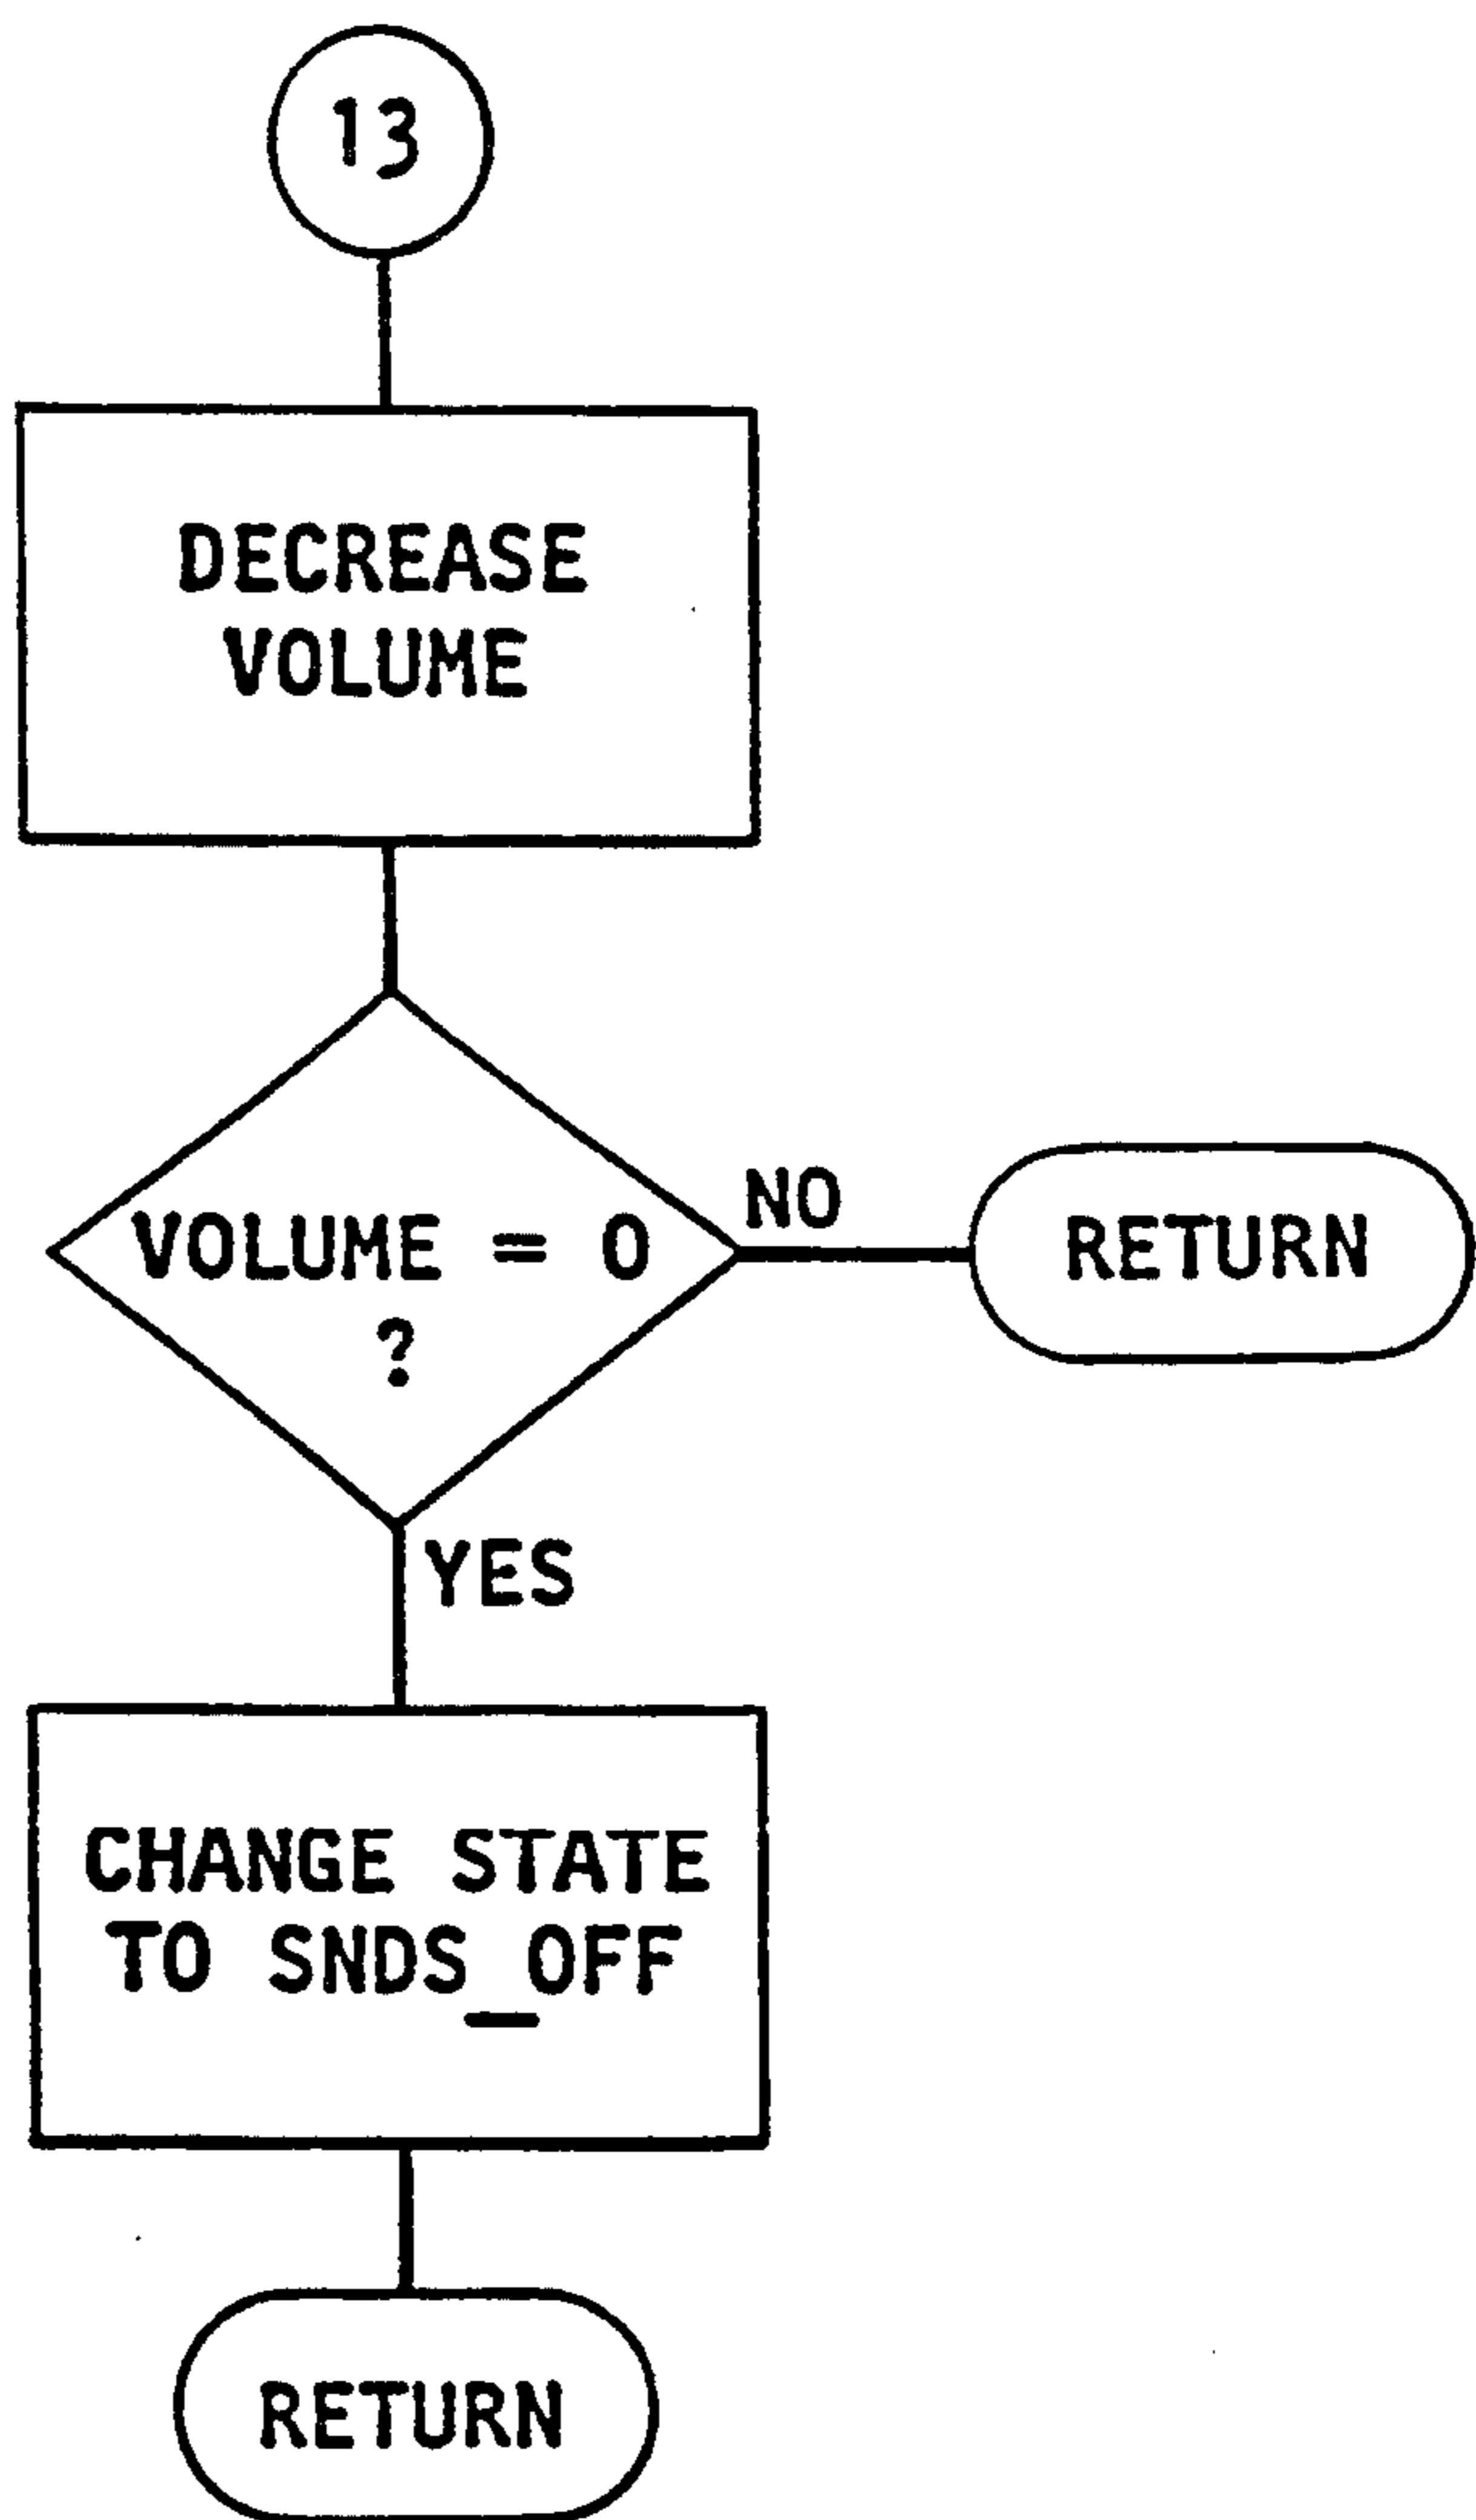 13
DECREASE
VOLUME
VOLUME = 0
?
NO
RETURN
YES
CHANGE STATE
TO SNDS_OFF
RETURN